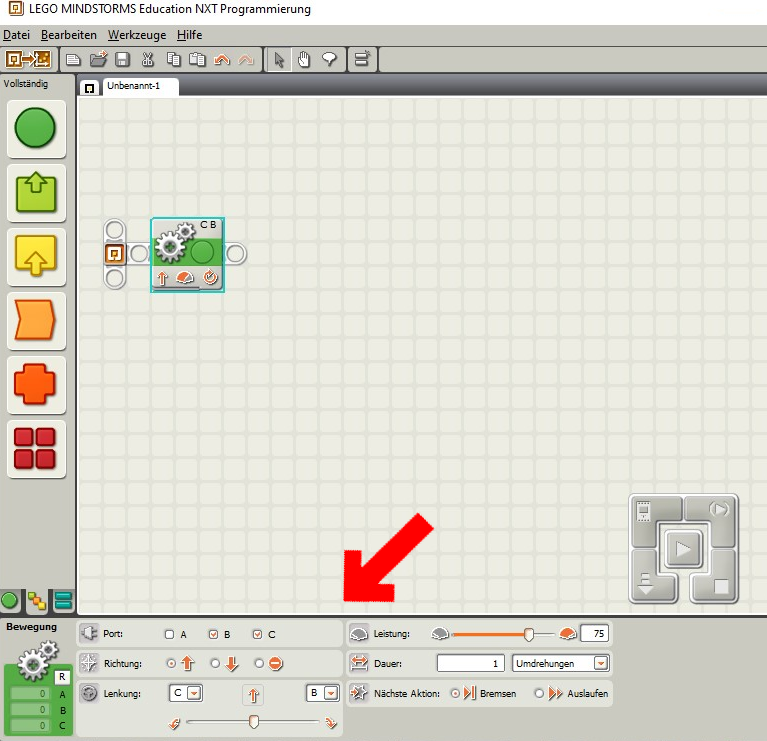 LEGO MINDSTORMS Education NXT Programmierung
Datei Bearbeiten Werkzeuge Hilfe
Vollständig
Unbenannt-1
C B
Bewegung
R
0 A
0 B
0 C
Port: A B C
Richtung:
Lenkung: C B
Leistung: 75
Dauer: 1 Umdrehungen
Nächste Aktion: Bremsen Auslaufen